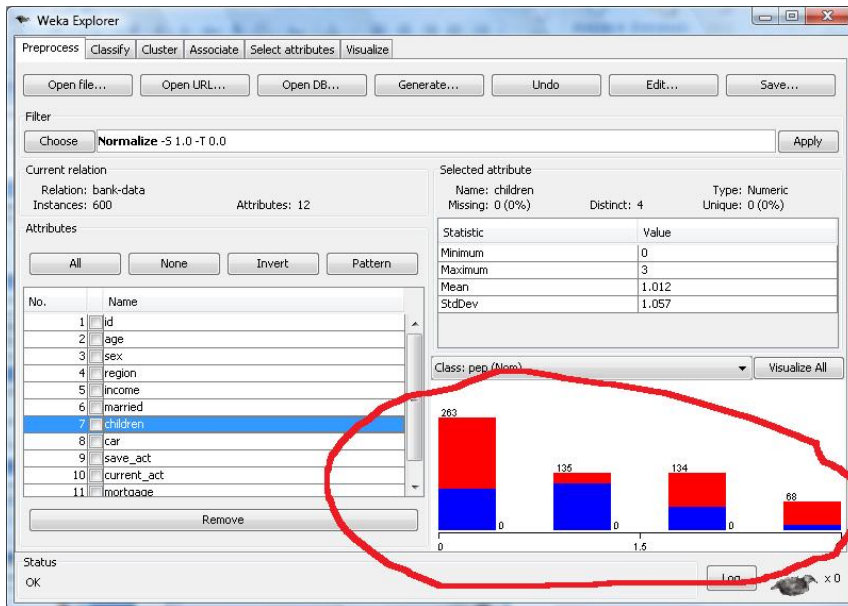 Weka Explorer
Preprocess Classify Cluster Associate Select attributes Visualize
Open file... Open URL... Open DB... Generate... Undo Edit... Save...
Filter
Choose Normalize -S 1.0 -T 0.0 Apply
Current relation
Relation: bank-data
Instances: 600 Attributes: 12
Attributes
All None Invert Pattern
No. Name
1 id
2 age
3 sex
4 region
5 income
6 married
7 children
8 car
9 save_act
10 current_act
11 mortgage
Remove
Selected attribute
Name: children Type: Numeric
Missing: 0 (0%) Distinct: 4 Unique: 0 (0%)
Statistic Value
Minimum 0
Maximum 3
Mean 1.012
StdDev 1.057
Class: pep (Nom) Visualize All
263 135 134 68
0 0 0
0 1.5
Status
OK Log x 0